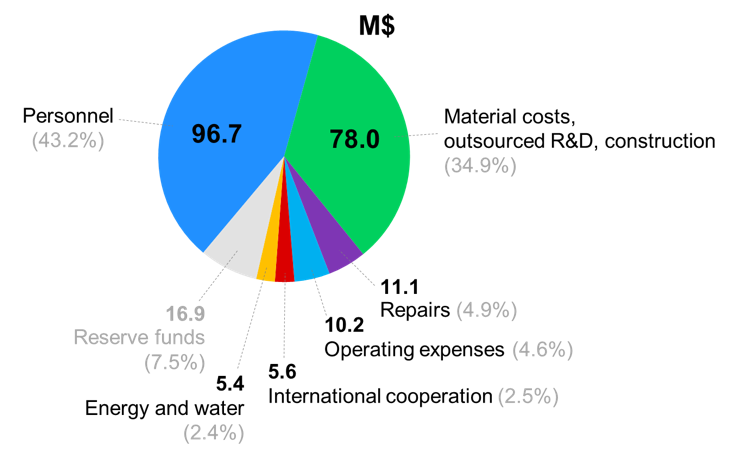 M$
Personnel
(43.2%)
96.7
78.0
Material costs,
outsourced R&D, construction
(34.9%)
11.1
Repairs (4.9%)
10.2
Operating expenses (4.6%)
5.6
International cooperation (2.5%)
5.4
Energy and water
(2.4%)
16.9
Reserve funds
(7.5%)